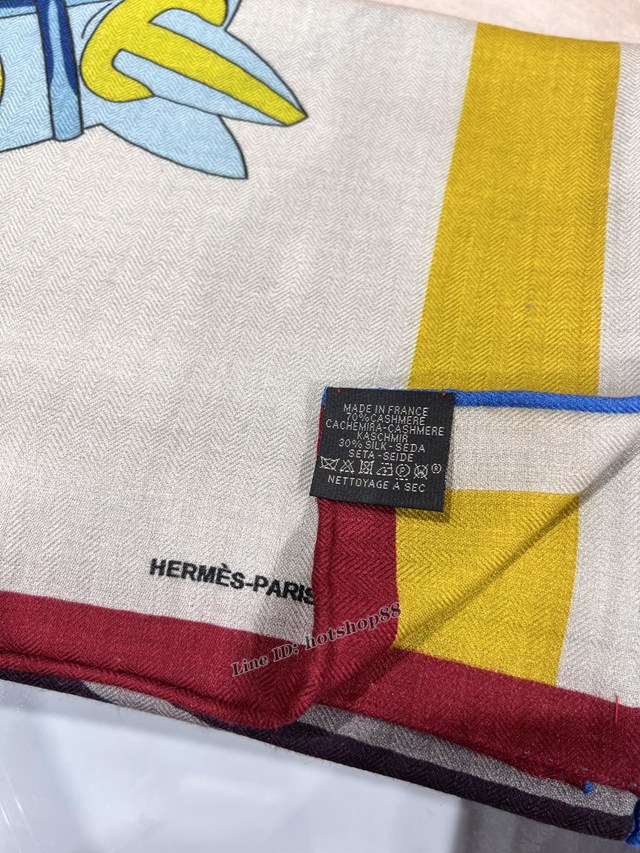 MADE IN FRANCE
70% CASHMERE
CACHEMIRA-CASHMERE
KASCHMIR
30% SILK-SEDA
SETA-SEIDE
®
NETTOYAGE À SEC
HERMÈS-PARIS
Line ID: hotshop88